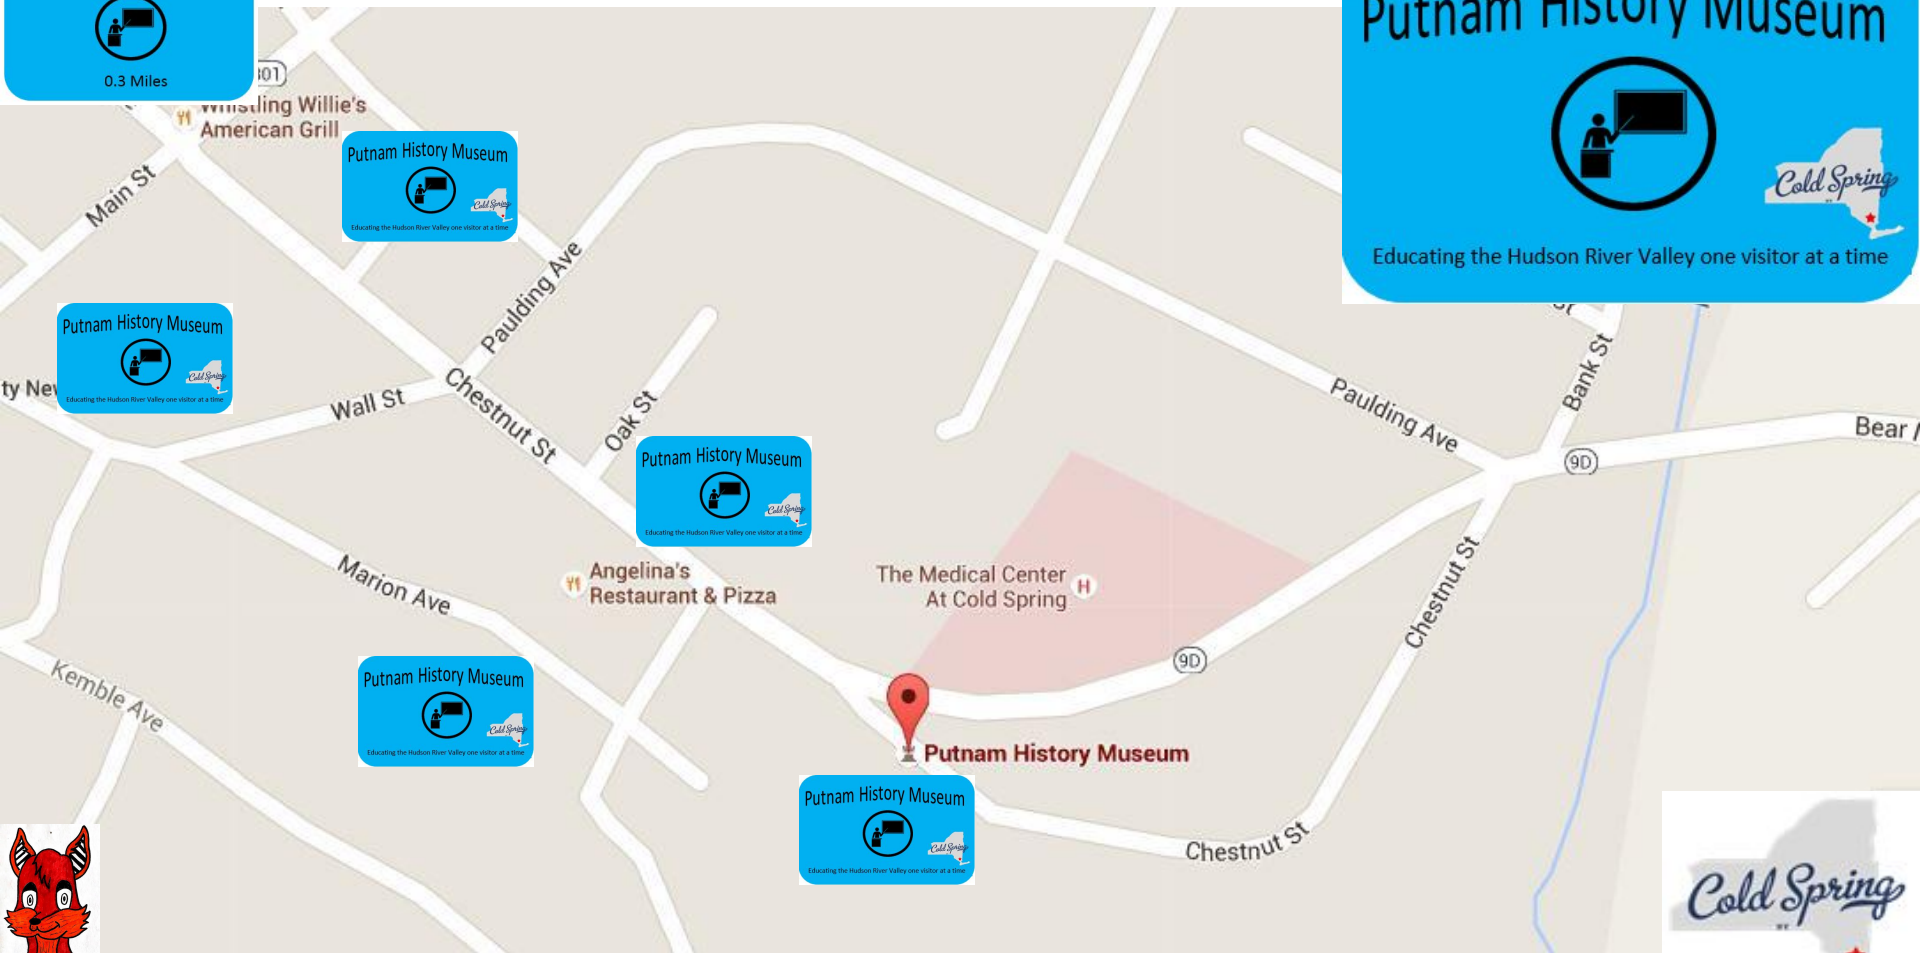 0.3 Miles
Putnam History Museum
Cold Spring
Educating the Hudson River Valley one visitor at a time
301
Whistling Willie's
American Grill
Main St
Putnam History Museum
Cold Spring
Educating the Hudson River Valley one visitor at a time
Paulding Ave
Putnam History Museum
Cold Spring
Educating the Hudson River Valley one visitor at a time
ty Ne
Wall St
Chestnut St
Oak St
St
Bank St
Paulding Ave
Bear
9D
Putnam History Museum
Cold Spring
Educating the Hudson River Valley one visitor at a time
Marion Ave
Angelina's
Restaurant & Pizza
The Medical Center
At Cold Spring
H
Chestnut St
9D
Kemble Ave
Putnam History Museum
Cold Spring
Educating the Hudson River Valley one visitor at a time
Putnam History Museum
Putnam History Museum
Cold Spring
Educating the Hudson River Valley one visitor at a time
Chestnut St
Cold Spring
NY